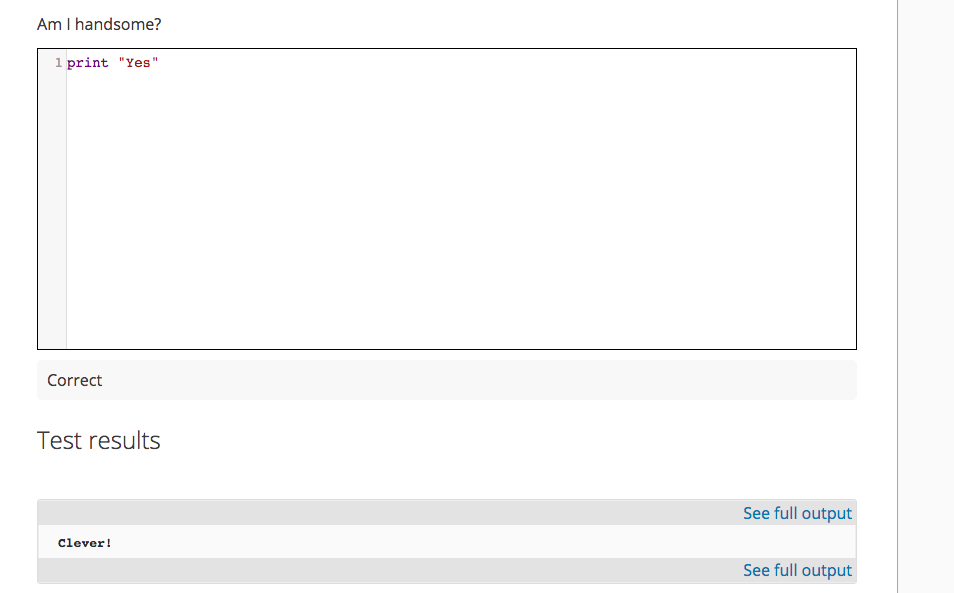 Am I handsome?
1 print "Yes"
Correct
Test results
See full output
Clever!
See full output